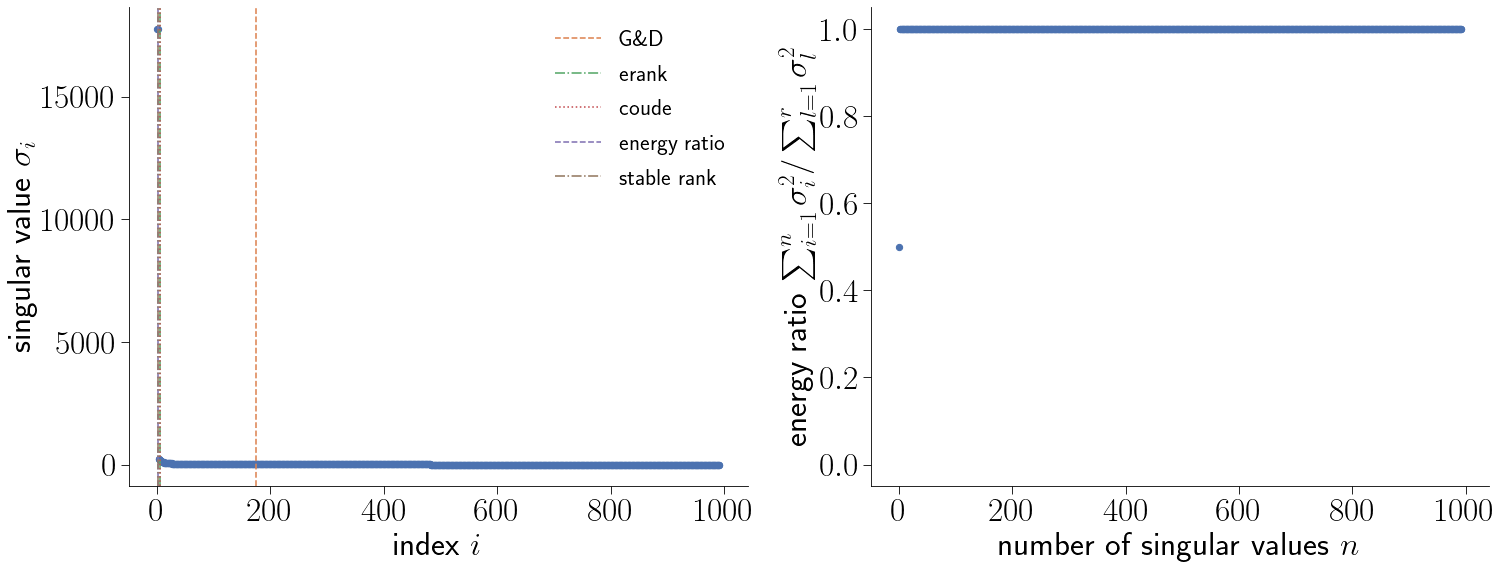 singular value σ_i
15000
10000
5000
0
0 200 400 600 800 1000
index i
G&D
erank
coude
energy ratio
stable rank
energy ratio ∑_{i=1}^{n} σ_i^2 / ∑_{l=1}^{r} σ_l^2
1.0
0.8
0.6
0.4
0.2
0.0
0 200 400 600 800 1000
number of singular values n